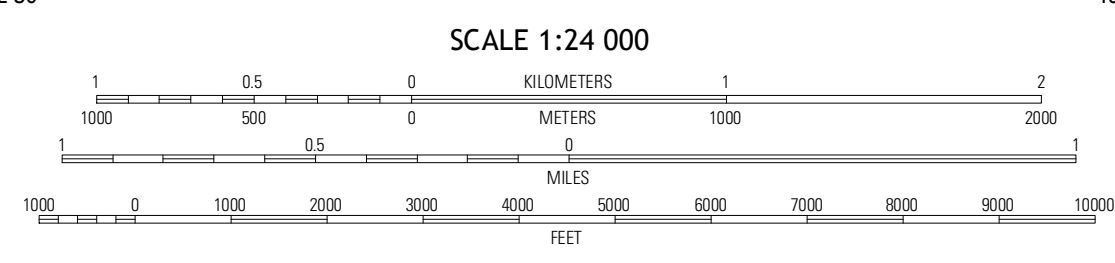 SCALE 1:24 000
1 0.5 0 KILOMETERS 1 2
1000 500 0 METERS 1000 2000
1 0.5 0 1
MILES
1000 0 1000 2000 3000 4000 5000 6000 7000 8000 9000 10000
FEET